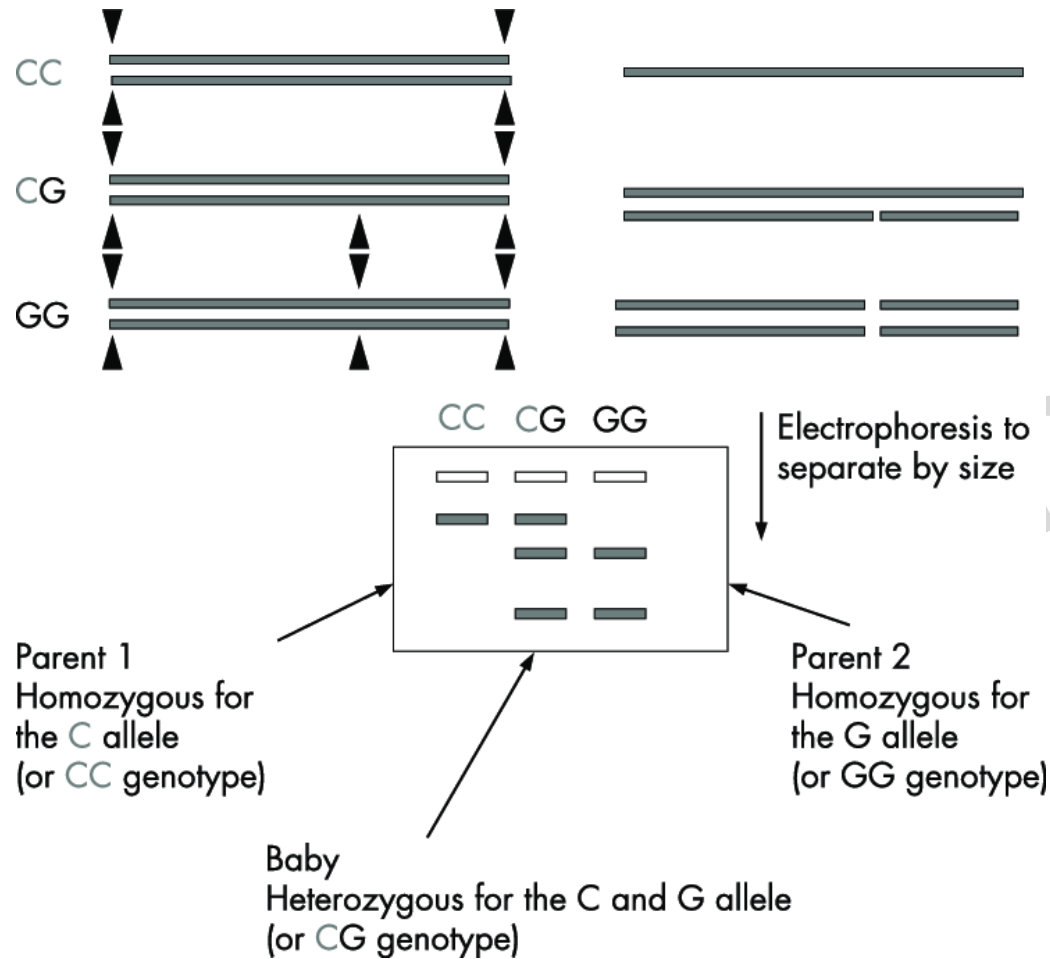 CC
CG
GG
CC CG GG
Electrophoresis to
separate by size
Parent 1
Homozygous for
the C allele
(or CC genotype)
Parent 2
Homozygous for
the G allele
(or GG genotype)
Baby
Heterozygous for the C and G allele
(or CG genotype)